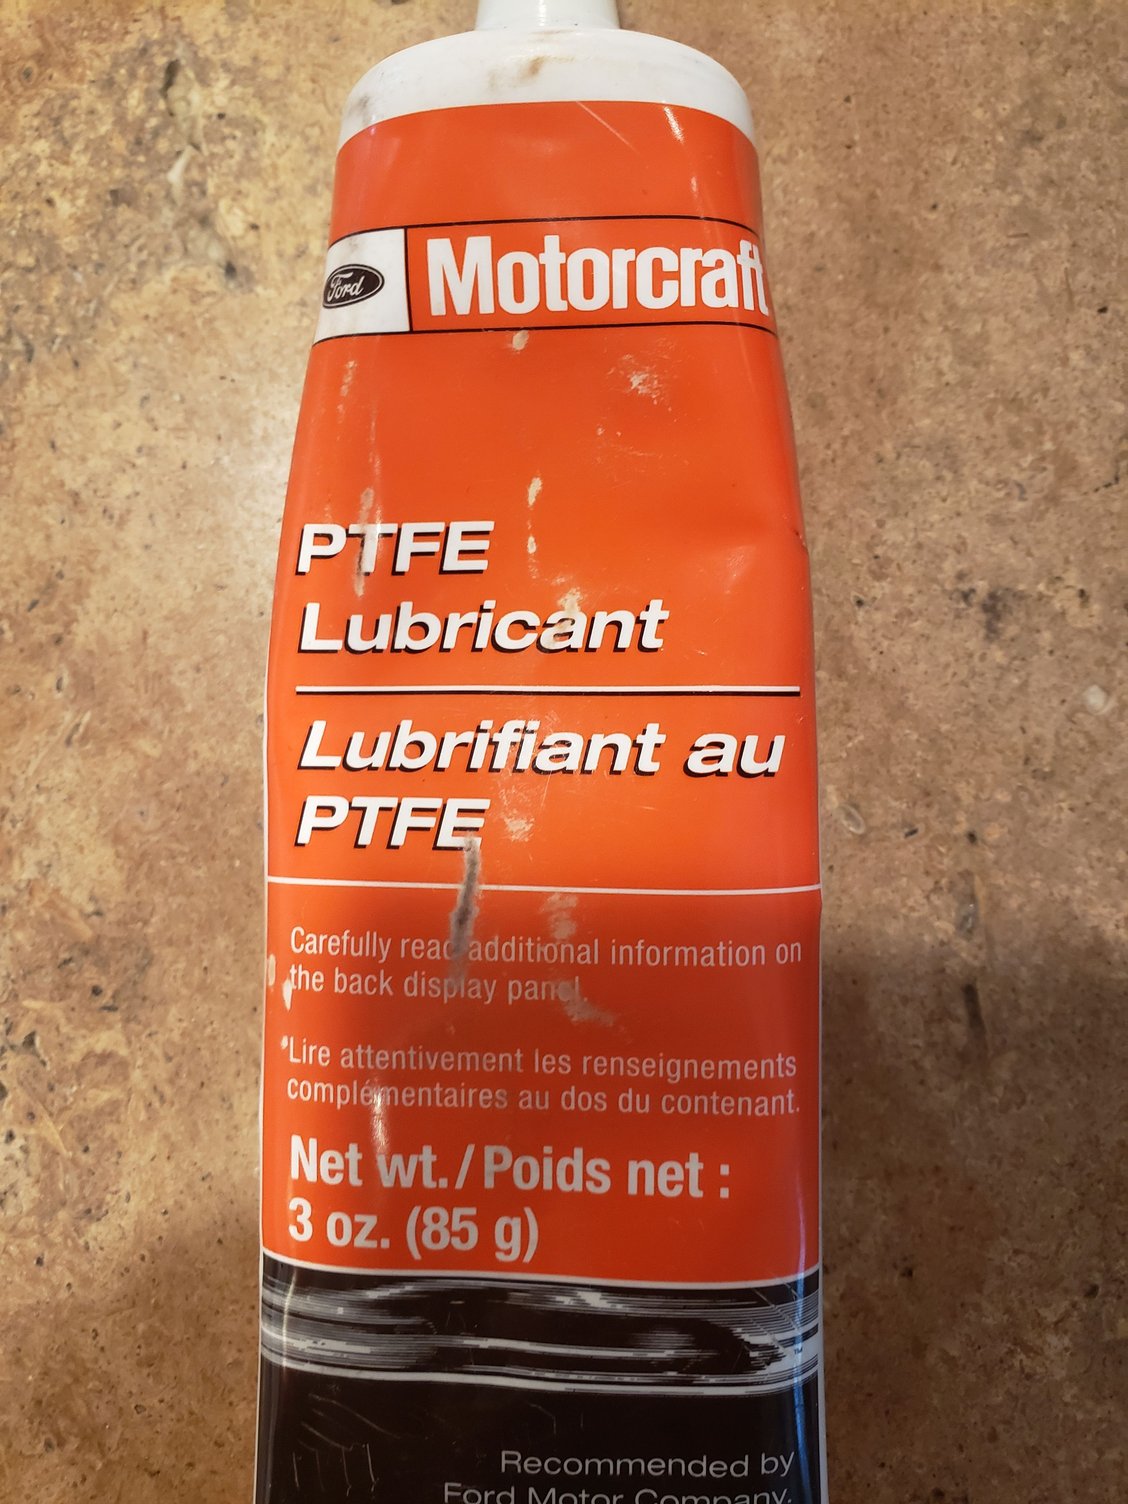 Ford
Motorcraft
PTFE
Lubricant
Lubrifiant au
PTFE
Carefully read additional information on
the back display panel.
*Lire attentivement les renseignements
complémentaires au dos du contenant.
Net wt./Poids net :
3 oz. (85 g)
TM
Recommended by
Ford Motor Company.